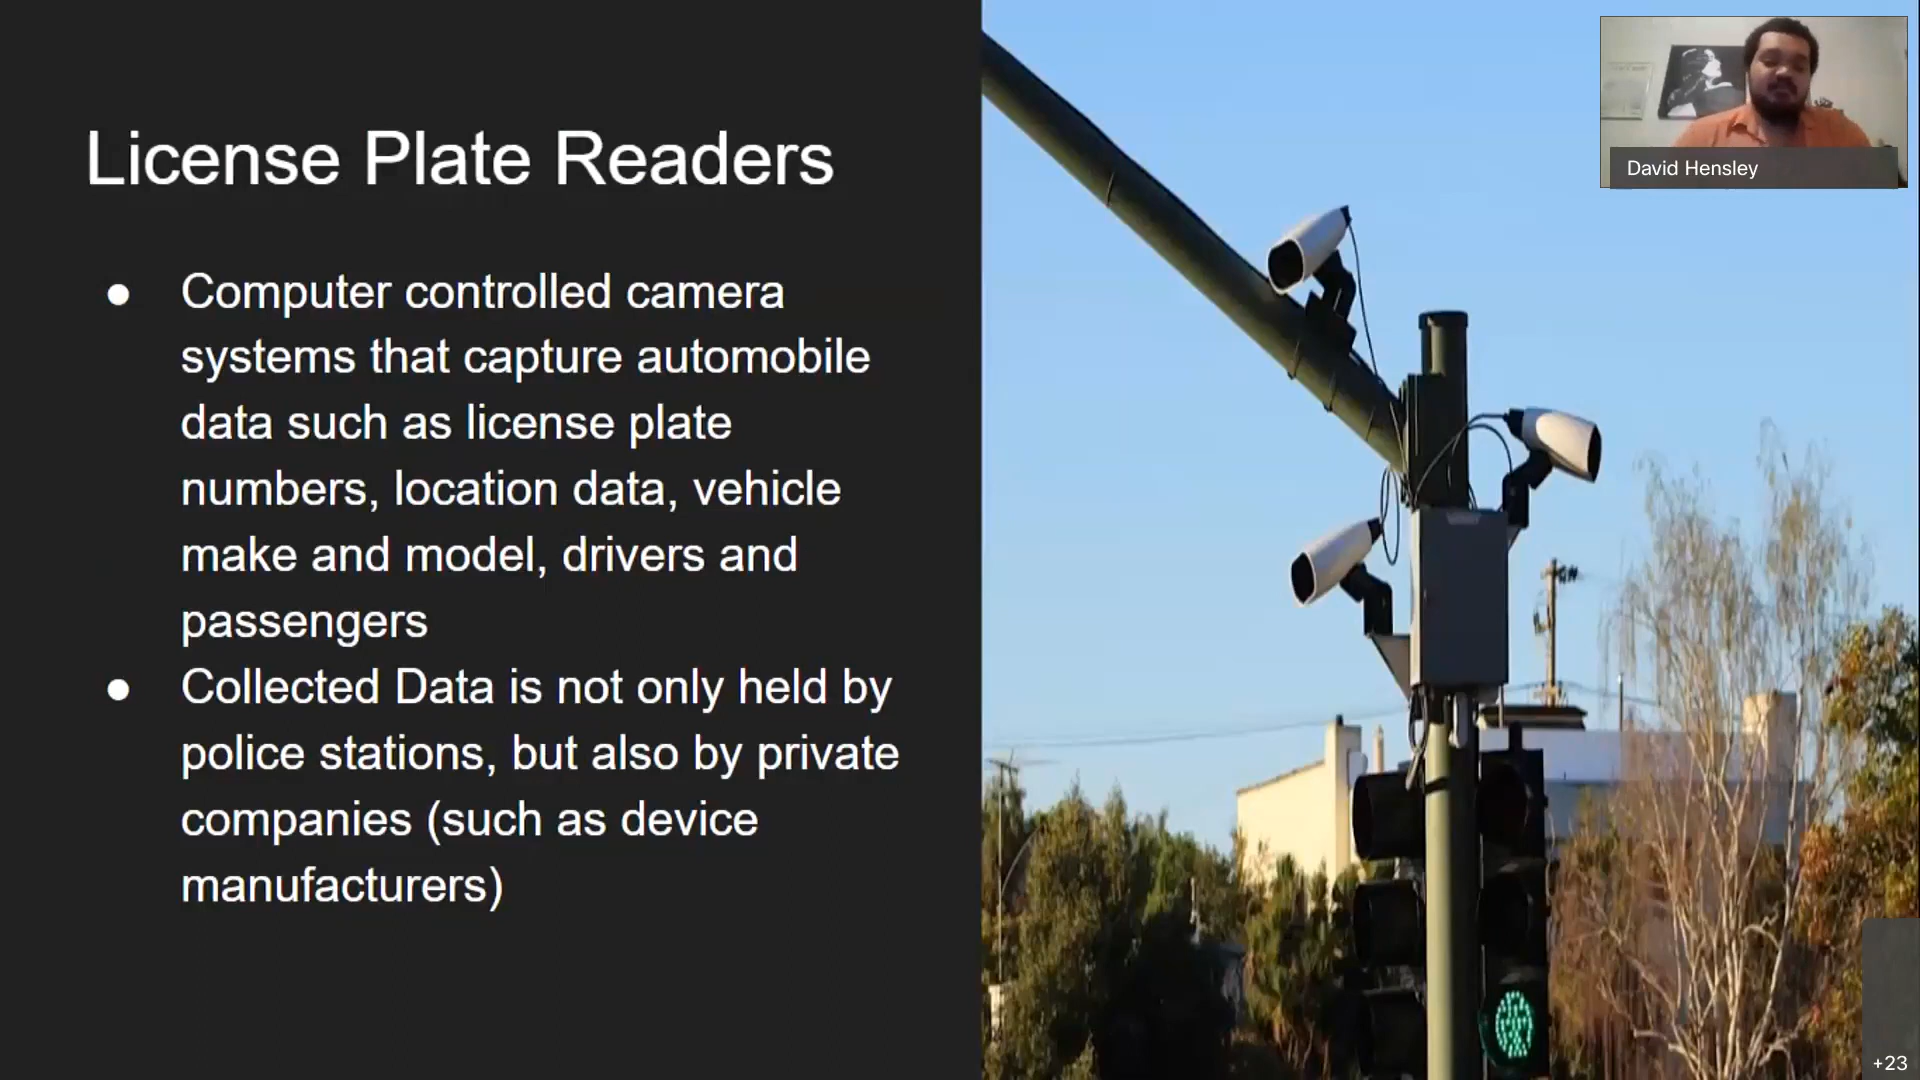 License Plate Readers
● Computer controlled camera
systems that capture automobile
data such as license plate
numbers, location data, vehicle
make and model, drivers and
passengers
● Collected Data is not only held by
police stations, but also by private
companies (such as device
manufacturers)
David Hensley
+23